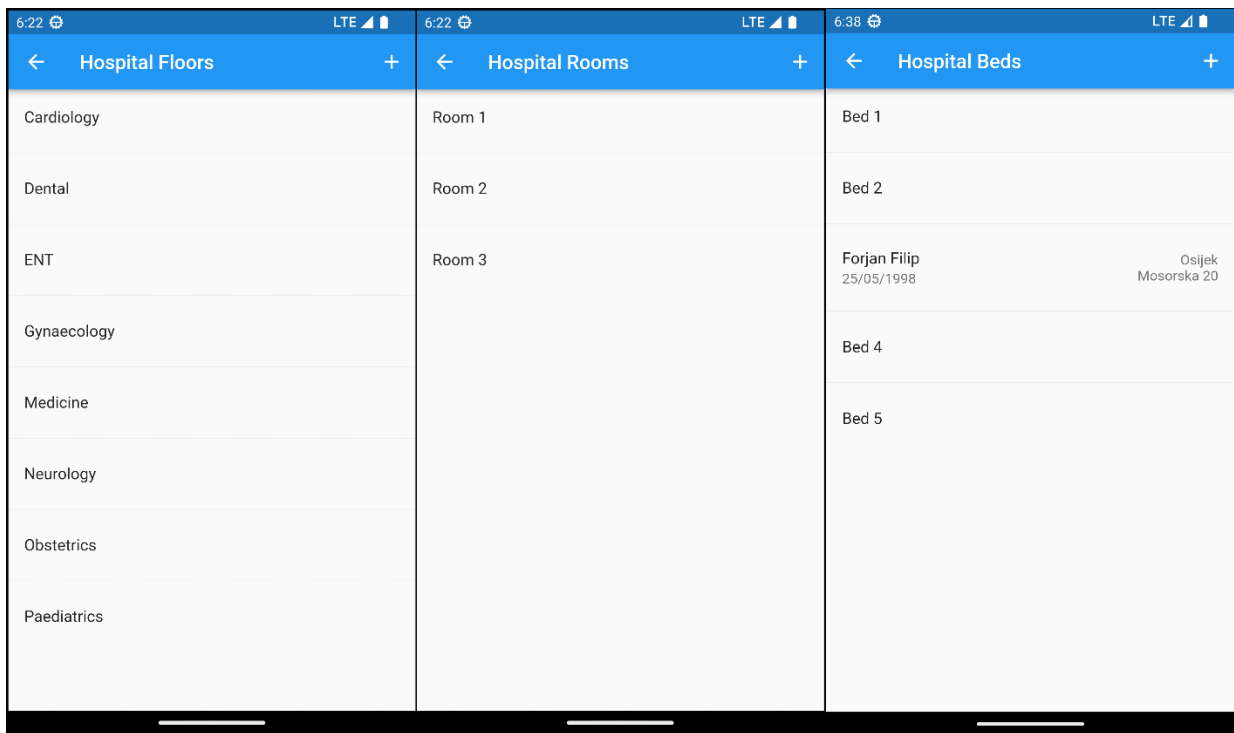 6:22 LTE
Hospital Floors +
Cardiology
Dental
ENT
Gynaecology
Medicine
Neurology
Obstetrics
Paediatrics
6:22 LTE
Hospital Rooms +
Room 1
Room 2
Room 3
6:38 LTE
Hospital Beds +
Bed 1
Bed 2
Forjan Filip
25/05/1998
Osijek
Mosorska 20
Bed 4
Bed 5